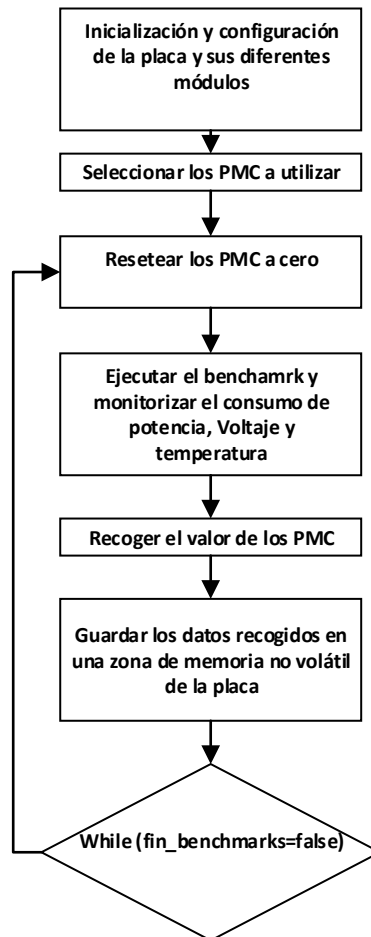 Inicialización y configuración
de la placa y sus diferentes
módulos
Seleccionar los PMC a utilizar
Resetear los PMC a cero
Ejecutar el benchamrk y
monitorizar el consumo de
potencia, Voltaje y
temperatura
Recoger el valor de los PMC
Guardar los datos recogidos en
una zona de memoria no volátil
de la placa
While (fin_benchmarks=false)